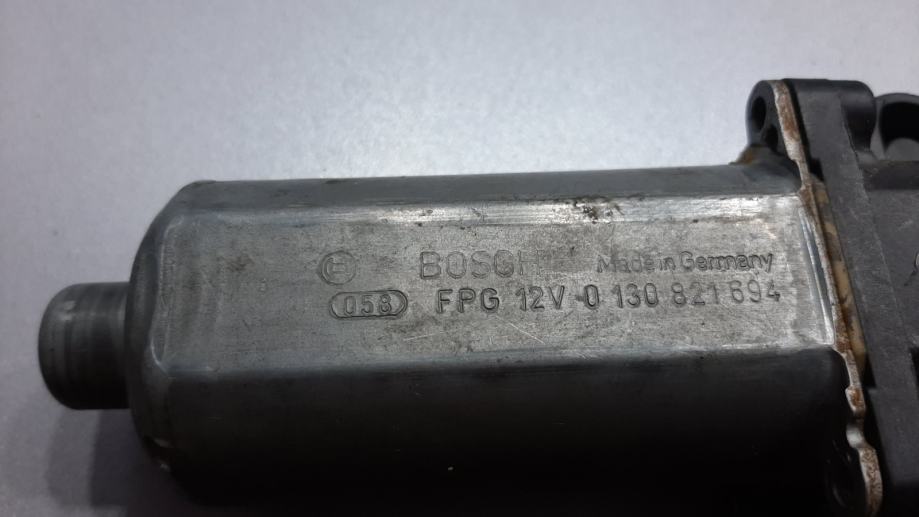 BOSCH Made in Germany
058 FPG 12V 0 130 821 694